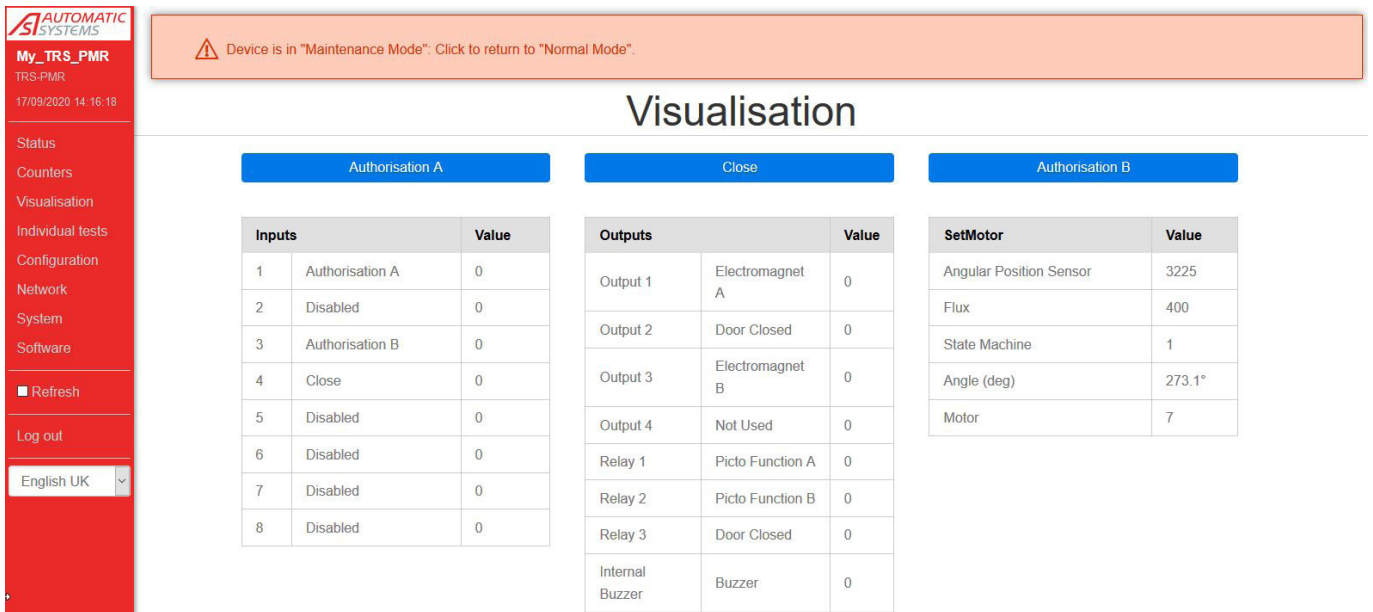 AUTOMATIC
SYSTEMS
My_TRS_PMR
TRS-PMR
17/09/2020 14:16:18
Status
Counters
Visualisation
Individual tests
Configuration
Network
System
Software
Refresh
Log out
English UK
Device is in "Maintenance Mode": Click to return to "Normal Mode".
Visualisation
Authorisation A
Close
Authorisation B
Inputs Value
1 Authorisation A 0
2 Disabled 0
3 Authorisation B 0
4 Close 0
5 Disabled 0
6 Disabled 0
7 Disabled 0
8 Disabled 0
Outputs Value
Output 1 Electromagnet A 0
Output 2 Door Closed 0
Output 3 Electromagnet B 0
Output 4 Not Used 0
Relay 1 Picto Function A 0
Relay 2 Picto Function B 0
Relay 3 Door Closed 0
Internal Buzzer Buzzer 0
SetMotor Value
Angular Position Sensor 3225
Flux 400
State Machine 1
Angle (deg) 273.1°
Motor 7